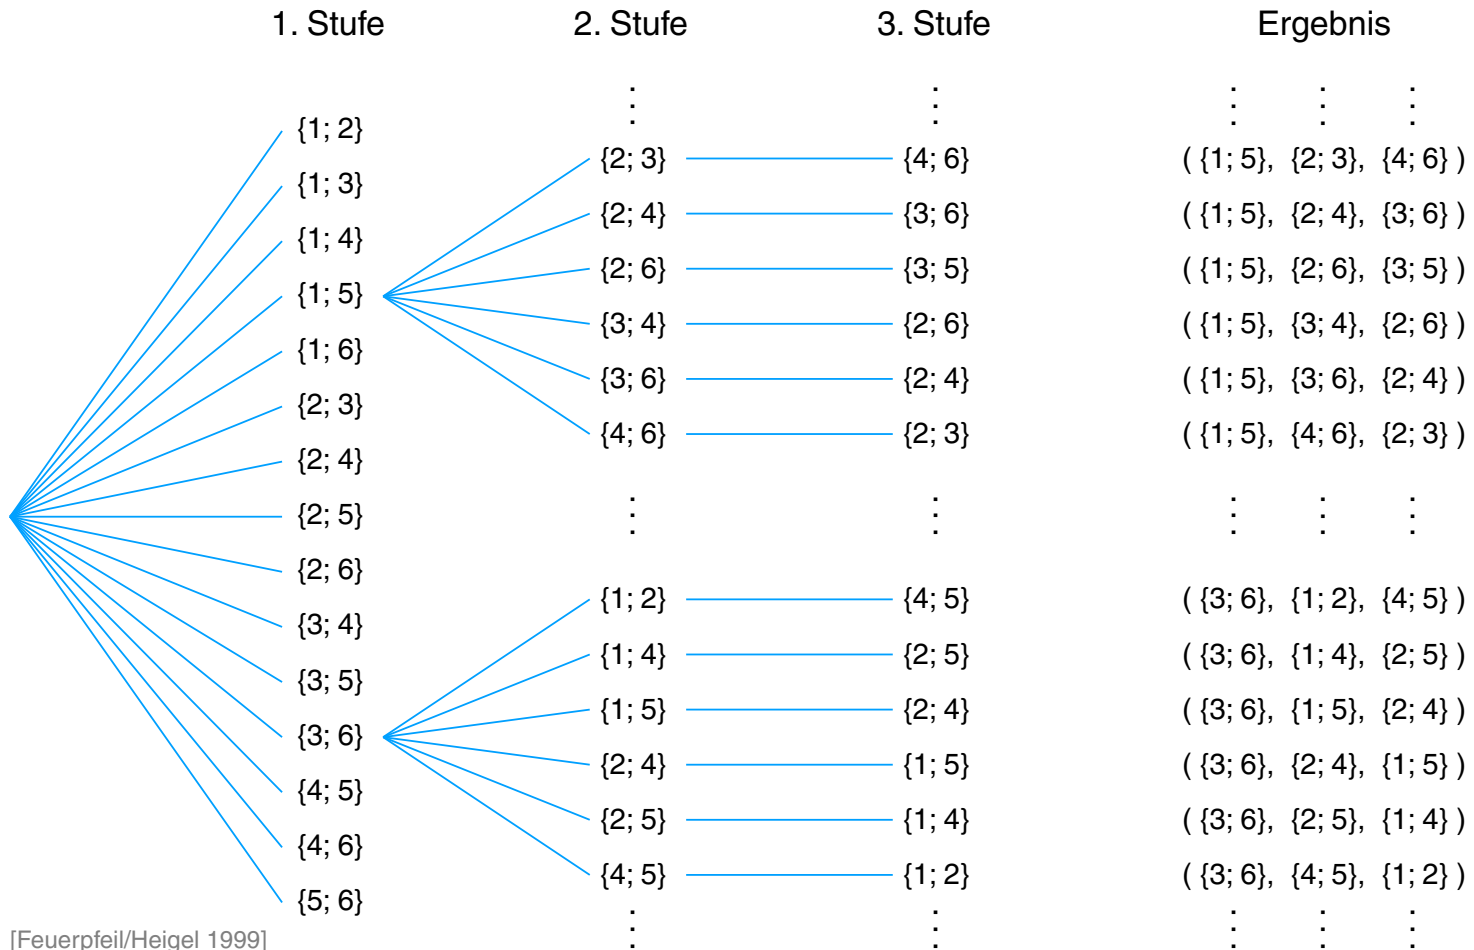 1. Stufe 2. Stufe 3. Stufe Ergebnis
{1; 2}
{2; 3} {4; 6} ( {1; 5}, {2; 3}, {4; 6} )
{1; 3}
{2; 4} {3; 6} ( {1; 5}, {2; 4}, {3; 6} )
{1; 4}
{2; 6} {3; 5} ( {1; 5}, {2; 6}, {3; 5} )
{1; 5}
{3; 4} {2; 6} ( {1; 5}, {3; 4}, {2; 6} )
{1; 6}
{3; 6} {2; 4} ( {1; 5}, {3; 6}, {2; 4} )
{2; 3}
{4; 6} {2; 3} ( {1; 5}, {4; 6}, {2; 3} )
{2; 4}
{2; 5}
{2; 6}
{1; 2} {4; 5} ( {3; 6}, {1; 2}, {4; 5} )
{3; 4}
{1; 4} {2; 5} ( {3; 6}, {1; 4}, {2; 5} )
{3; 5}
{1; 5} {2; 4} ( {3; 6}, {1; 5}, {2; 4} )
{3; 6}
{2; 4} {1; 5} ( {3; 6}, {2; 4}, {1; 5} )
{4; 5}
{2; 5} {1; 4} ( {3; 6}, {2; 5}, {1; 4} )
{4; 6}
{4; 5} {1; 2} ( {3; 6}, {4; 5}, {1; 2} )
{5; 6}
[Feuerpfeil/Heigel 1999]